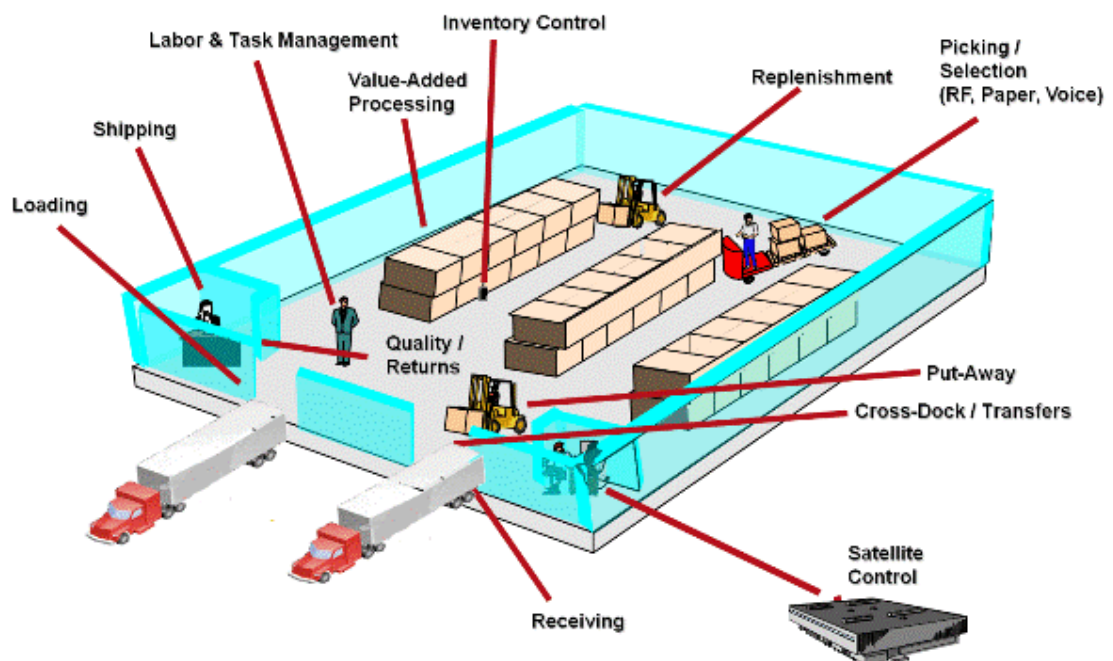 Inventory Control
Labor & Task Management
Picking /
Selection
(RF, Paper, Voice)
Value-Added
Processing
Replenishment
Shipping
Loading
Quality /
Returns
Put-Away
Cross-Dock / Transfers
Satellite
Control
Receiving